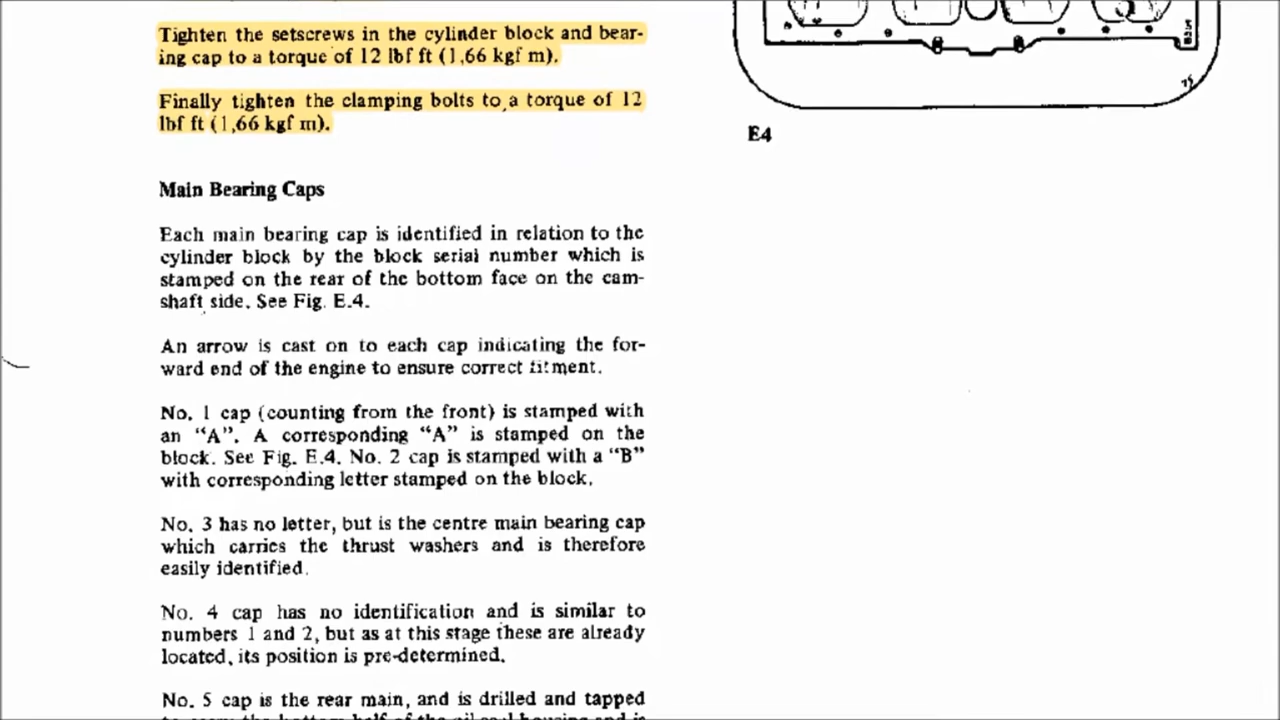 Tighten the setscrews in the cylinder block and bear-
ing cap to a torque of 12 lbf ft (1,66 kgf m).
Finally tighten the clamping bolts to a torque of 12
lbf ft (1,66 kgf m).
Main Bearing Caps
Each main bearing cap is identified in relation to the
cylinder block by the block serial number which is
stamped on the rear of the bottom face on the cam-
shaft side. See Fig. E.4.
An arrow is cast on to each cap indicating the for-
ward end of the engine to ensure correct fitment.
No. 1 cap (counting from the front) is stamped with
an “A”. A corresponding “A” is stamped on the
block. See Fig. E.4. No. 2 cap is stamped with a “B”
with corresponding letter stamped on the block.
No. 3 has no letter, but is the centre main bearing cap
which carries the thrust washers and is therefore
easily identified.
No. 4 cap has no identification and is similar to
numbers 1 and 2, but as at this stage these are already
located, its position is pre-determined.
No. 5 cap is the rear main, and is drilled and tapped
75
E4